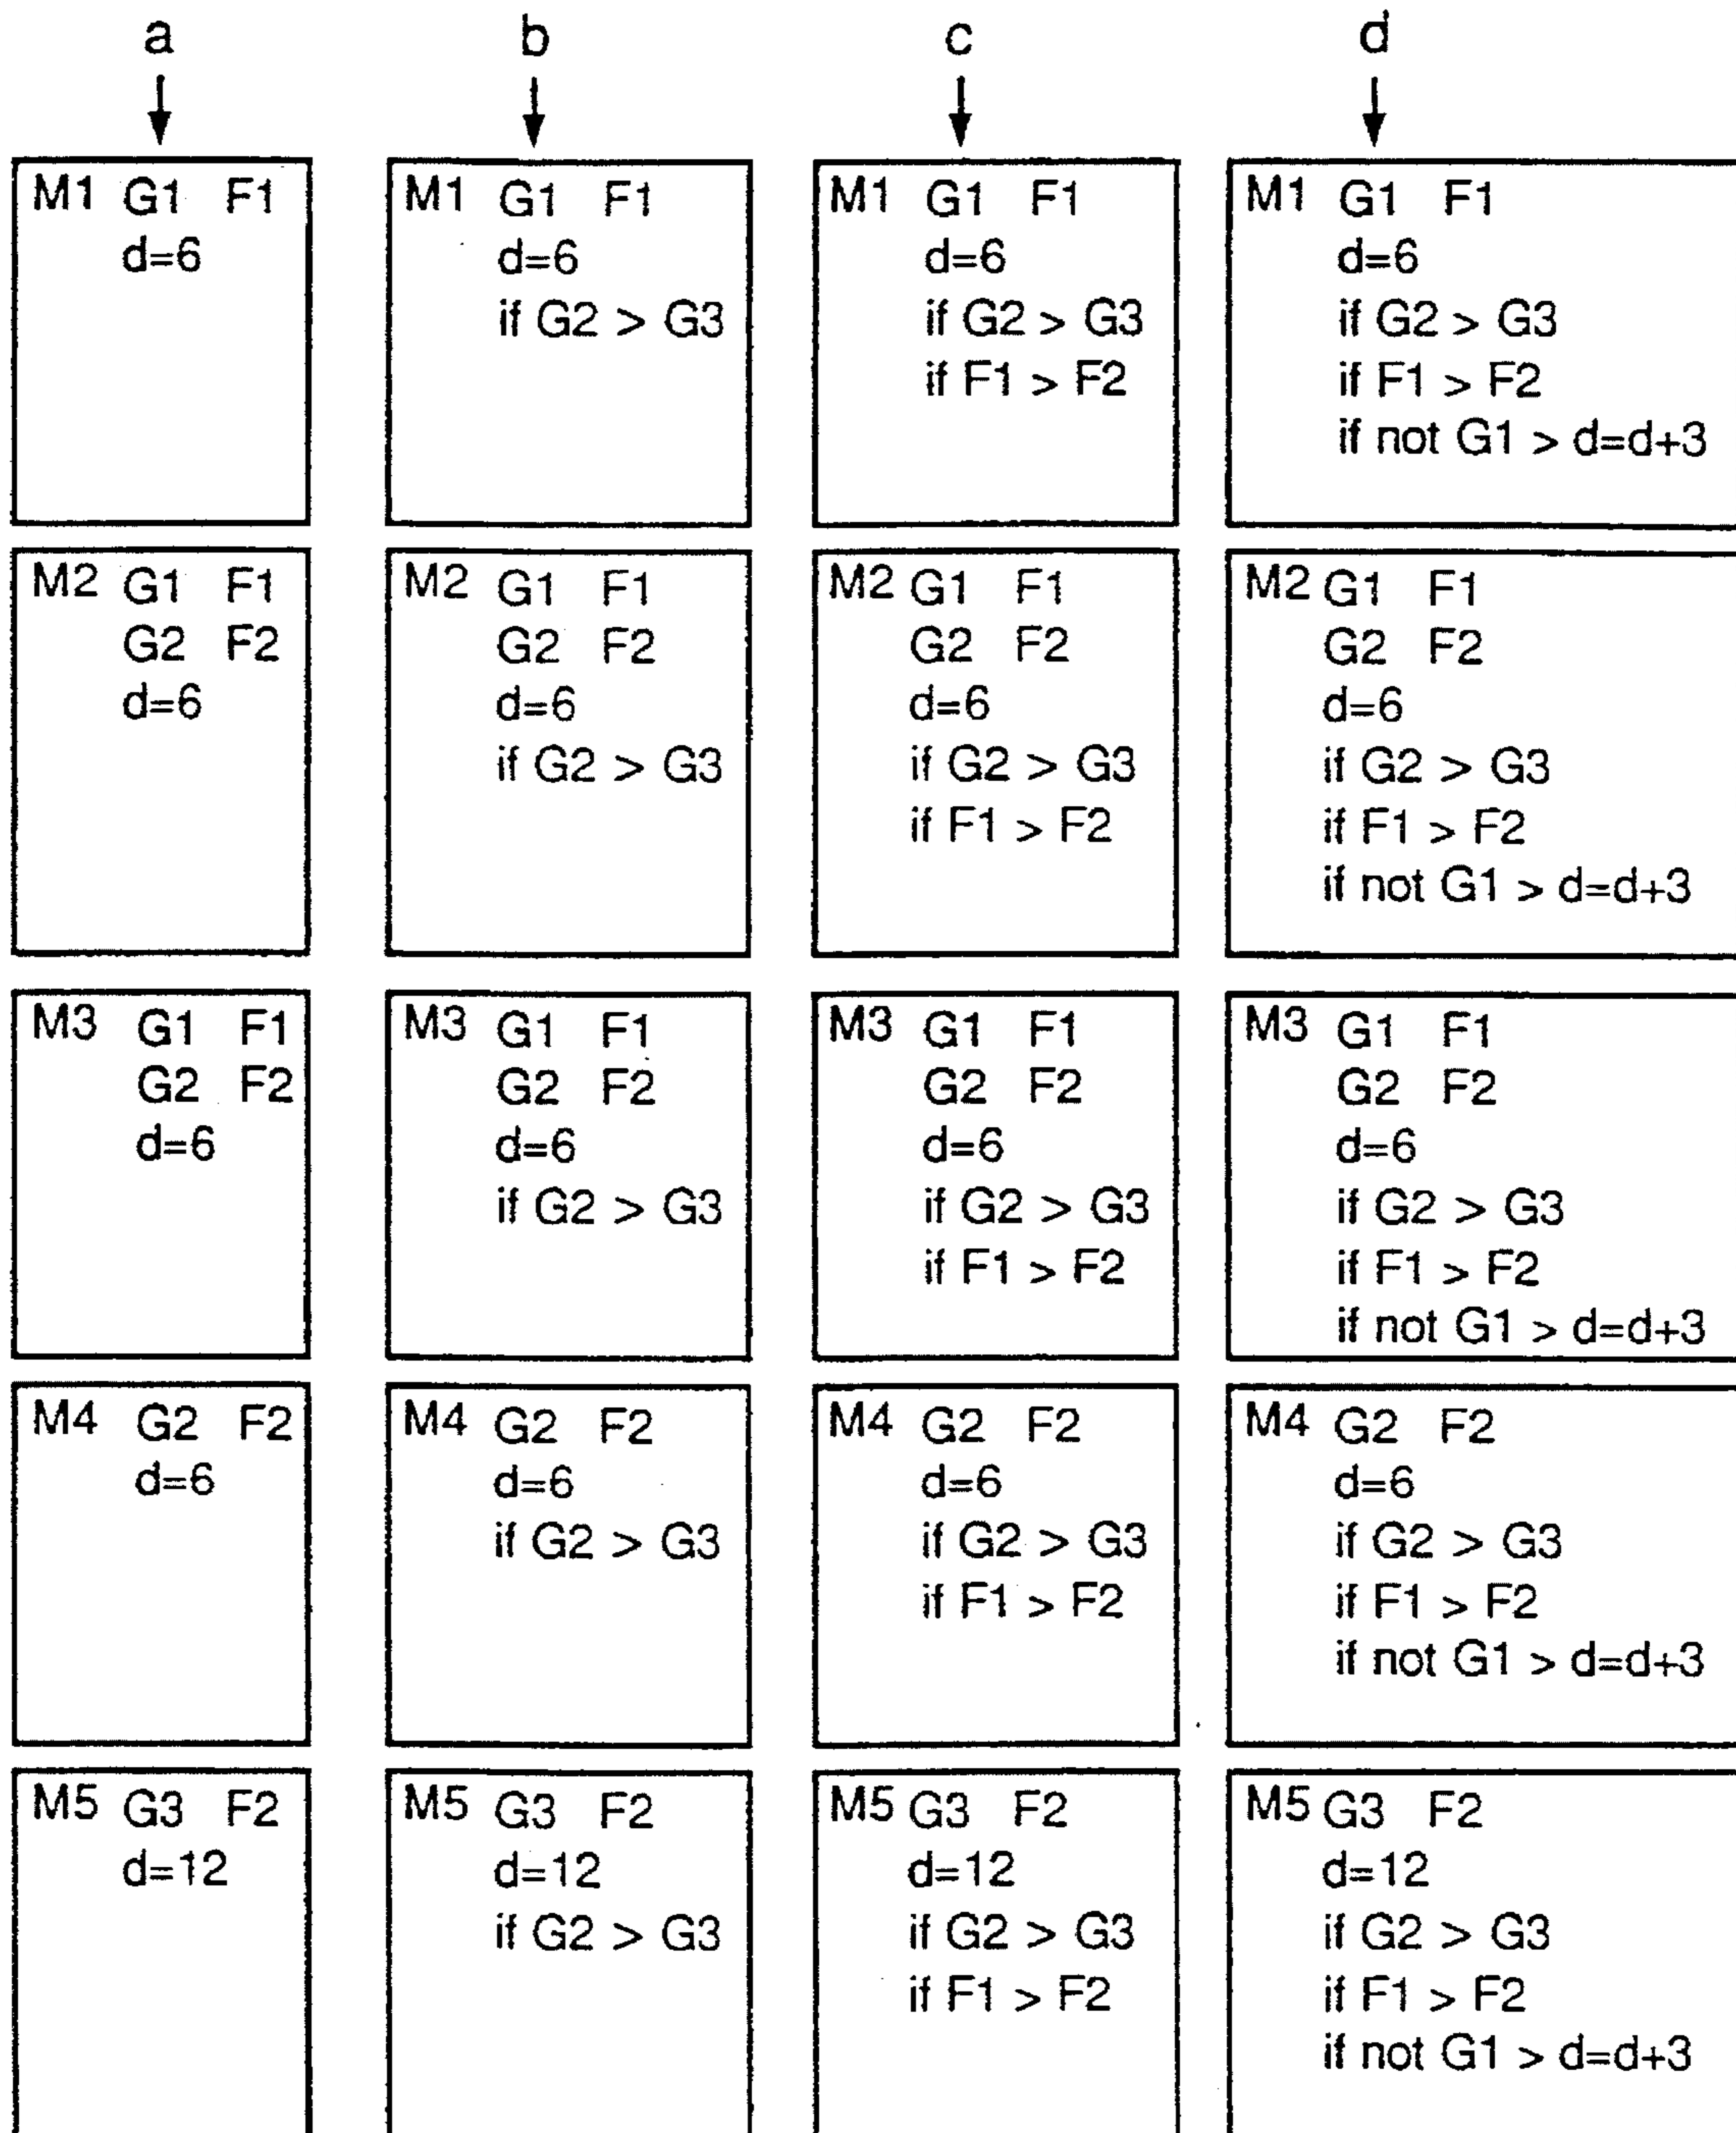 a b c d
M1 G1 F1
d=6
M1 G1 F1
d=6
if G2 > G3
M1 G1 F1
d=6
if G2 > G3
if F1 > F2
M1 G1 F1
d=6
if G2 > G3
if F1 > F2
if not G1 > d=d+3
M2 G1 F1
G2 F2
d=6
M2 G1 F1
G2 F2
d=6
if G2 > G3
M2 G1 F1
G2 F2
d=6
if G2 > G3
if F1 > F2
M2 G1 F1
G2 F2
d=6
if G2 > G3
if F1 > F2
if not G1 > d=d+3
M3 G1 F1
G2 F2
d=6
M3 G1 F1
G2 F2
d=6
if G2 > G3
M3 G1 F1
G2 F2
d=6
if G2 > G3
if F1 > F2
M3 G1 F1
G2 F2
d=6
if G2 > G3
if F1 > F2
if not G1 > d=d+3
M4 G2 F2
d=6
M4 G2 F2
d=6
if G2 > G3
M4 G2 F2
d=6
if G2 > G3
if F1 > F2
M4 G2 F2
d=6
if G2 > G3
if F1 > F2
if not G1 > d=d+3
M5 G3 F2
d=12
M5 G3 F2
d=12
if G2 > G3
M5 G3 F2
d=12
if G2 > G3
if F1 > F2
M5 G3 F2
d=12
if G2 > G3
if F1 > F2
if not G1 > d=d+3